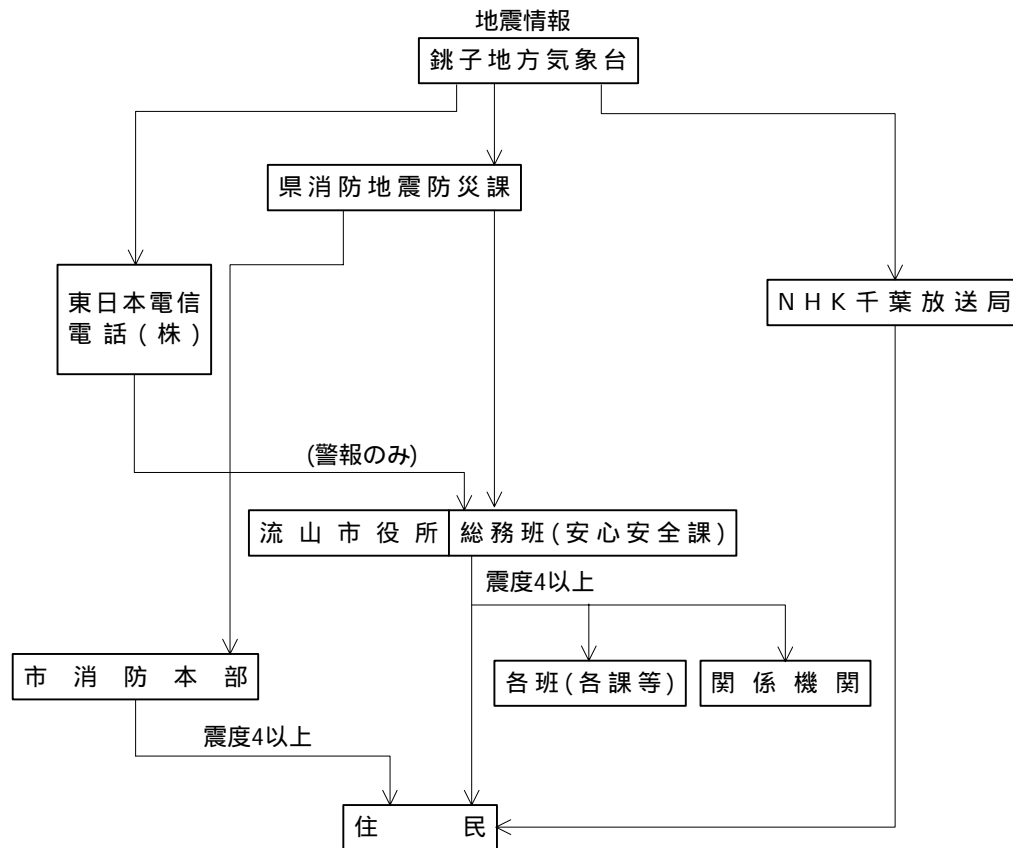 地震情報
銚子地方気象台
県消防地震防災課
東日本電信
電話(株)
NHK千葉放送局
(警報のみ)
流山市役所 総務班(安心安全課)
震度4以上
市消防本部
各班(各課等)
関係機関
震度4以上
住民